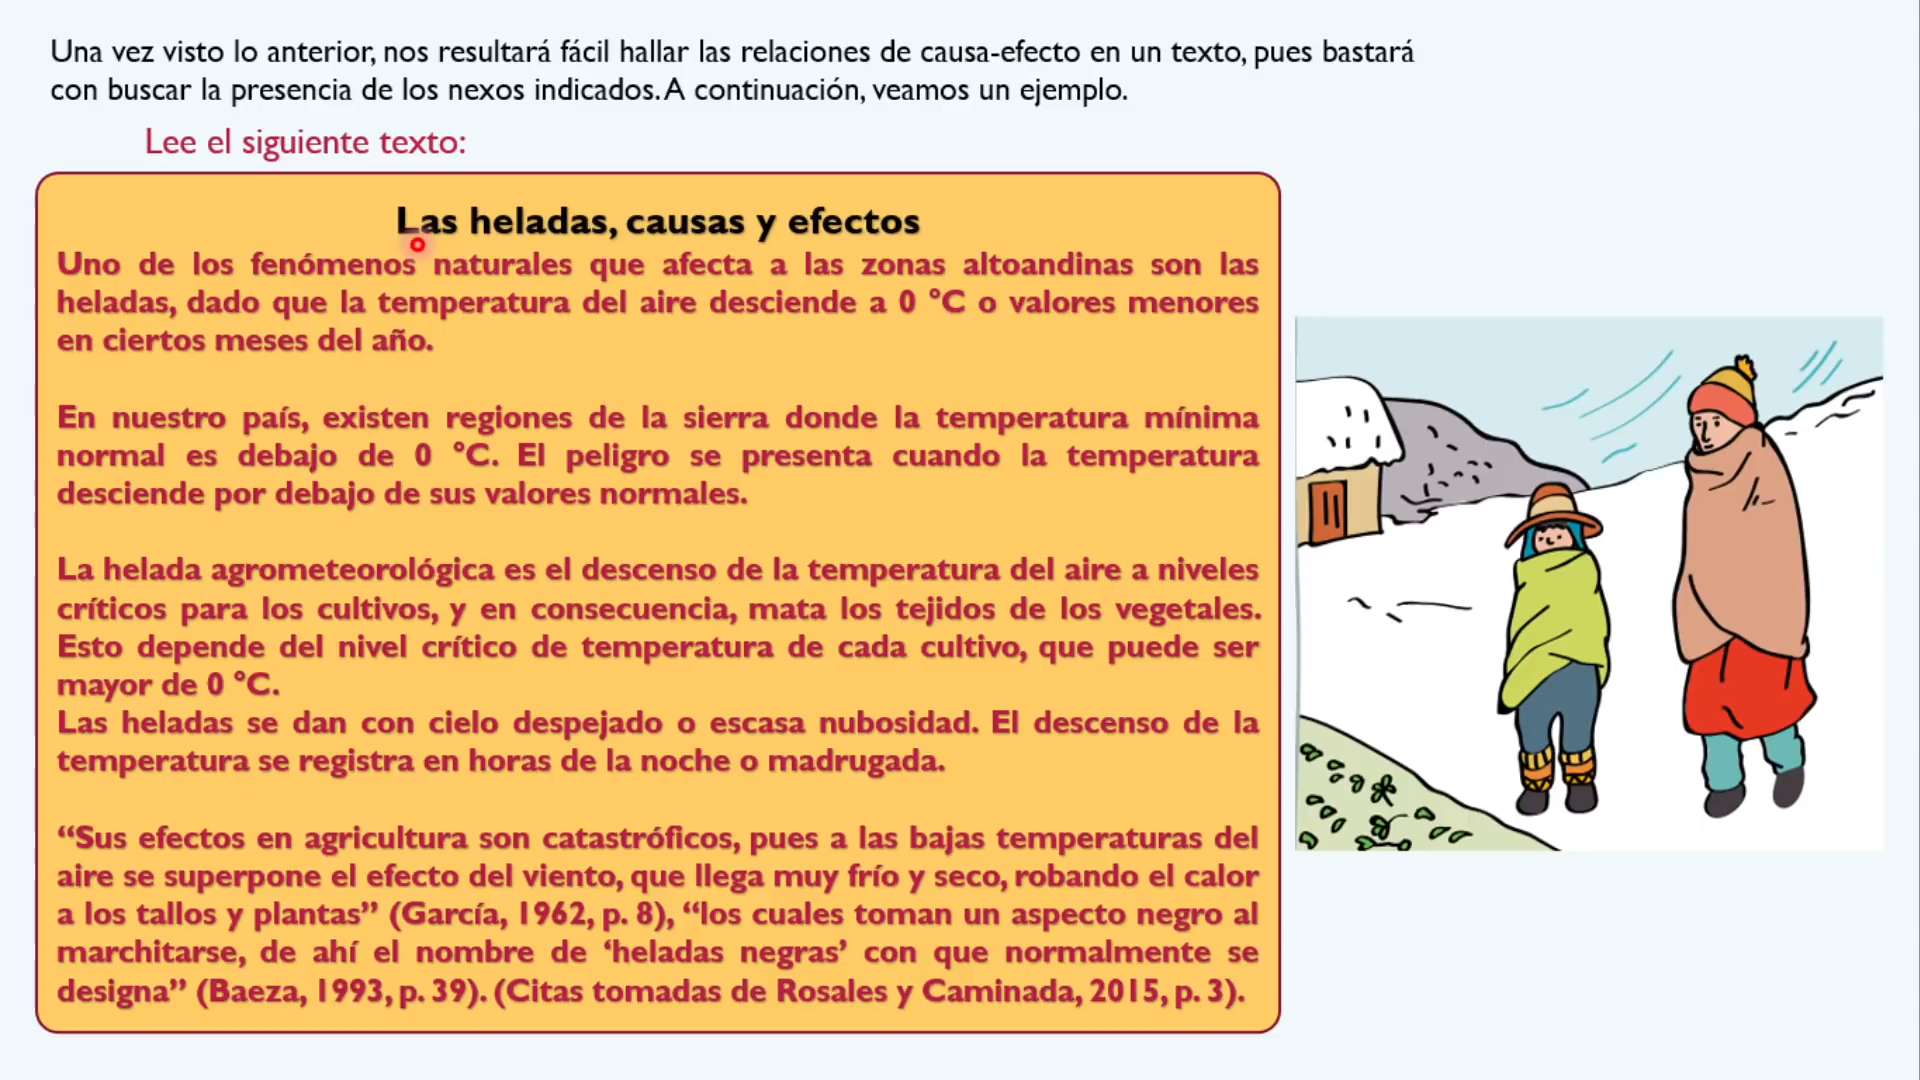 Una vez visto lo anterior, nos resultará fácil hallar las relaciones de causa-efecto en un texto, pues bastará
con buscar la presencia de los nexos indicados. A continuación, veamos un ejemplo.
Lee el siguiente texto:
Las heladas, causas y efectos
Uno de los fenómenos naturales que afecta a las zonas altoandinas son las
heladas, dado que la temperatura del aire desciende a 0 °C o valores menores
en ciertos meses del año.
En nuestro país, existen regiones de la sierra donde la temperatura mínima
normal es debajo de 0 °C. El peligro se presenta cuando la temperatura
desciende por debajo de sus valores normales.
La helada agrometeorológica es el descenso de la temperatura del aire a niveles
críticos para los cultivos, y en consecuencia, mata los tejidos de los vegetales.
Esto depende del nivel crítico de temperatura de cada cultivo, que puede ser
mayor de 0 °C.
Las heladas se dan con cielo despejado o escasa nubosidad. El descenso de la
temperatura se registra en horas de la noche o madrugada.
“Sus efectos en agricultura son catastróficos, pues a las bajas temperaturas del
aire se superpone el efecto del viento, que llega muy frío y seco, robando el calor
a los tallos y plantas” (García, 1962, p. 8), “los cuales toman un aspecto negro al
marchitarse, de ahí el nombre de ‘heladas negras’ con que normalmente se
designa” (Baeza, 1993, p. 39). (Citas tomadas de Rosales y Caminada, 2015, p. 3).